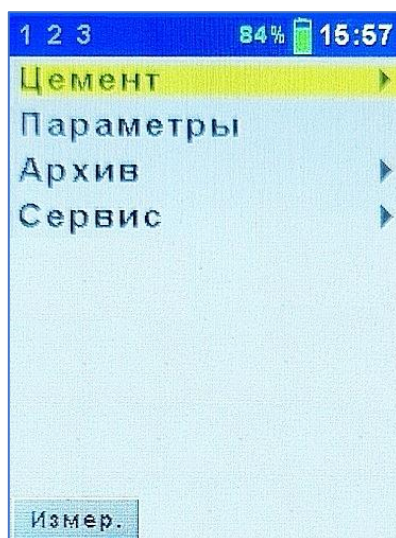 1 2 3 84% 15:57
Цемент
Параметры
Архив
Сервис
Измер.